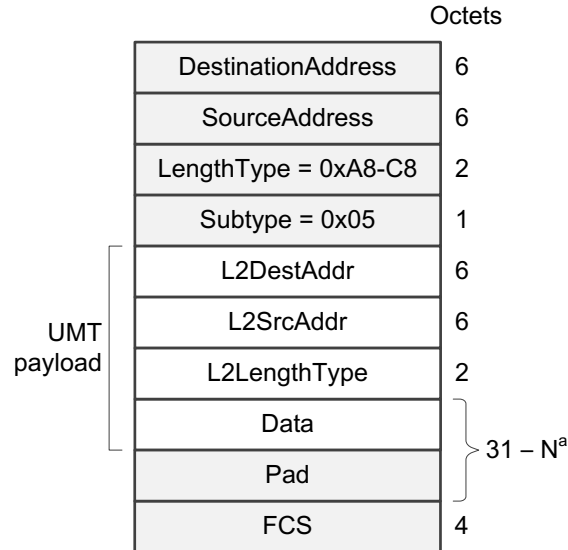 Octets
DestinationAddress 6
SourceAddress 6
LengthType = 0xA8-C8 2
Subtype = 0x05 1
L2DestAddr 6
L2SrcAddr 6
UMT
payload
L2LengthType 2
Data
31 – Nᵃ
Pad
FCS 4